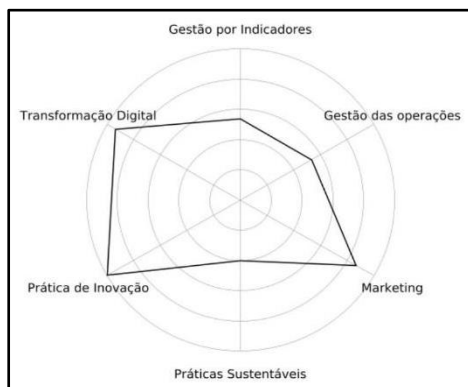 Gestão por Indicadores
Transformação Digital
Gestão das operações
Prática de Inovação
Marketing
Práticas Sustentáveis